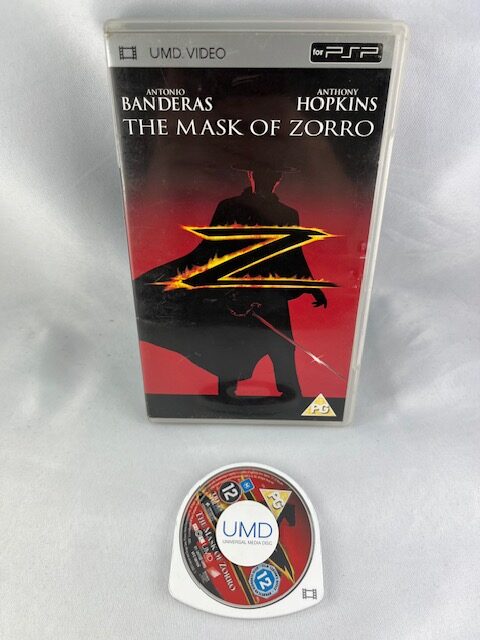 UMD. VIDEO
for PSP
ANTONIO
BANDERAS
ANTHONY
HOPKINS
THE MASK OF ZORRO
Z
PG
12
PG
UMD
UNIVERSAL MEDIA DISC
THE MASK OF ZORRO
12